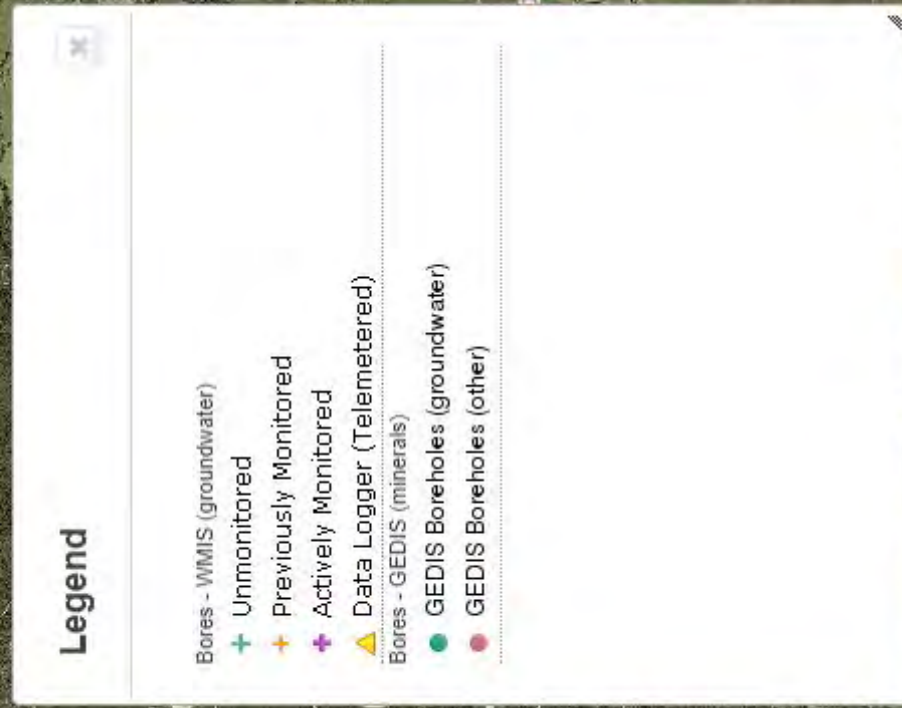 Legend
Bores - WMIS (groundwater)
Unmonitored
Previously Monitored
Actively Monitored
Data Logger (Telemetered)
Bores - GEDIS (minerals)
GEDIS Boreholes (groundwater)
GEDIS Boreholes (other)